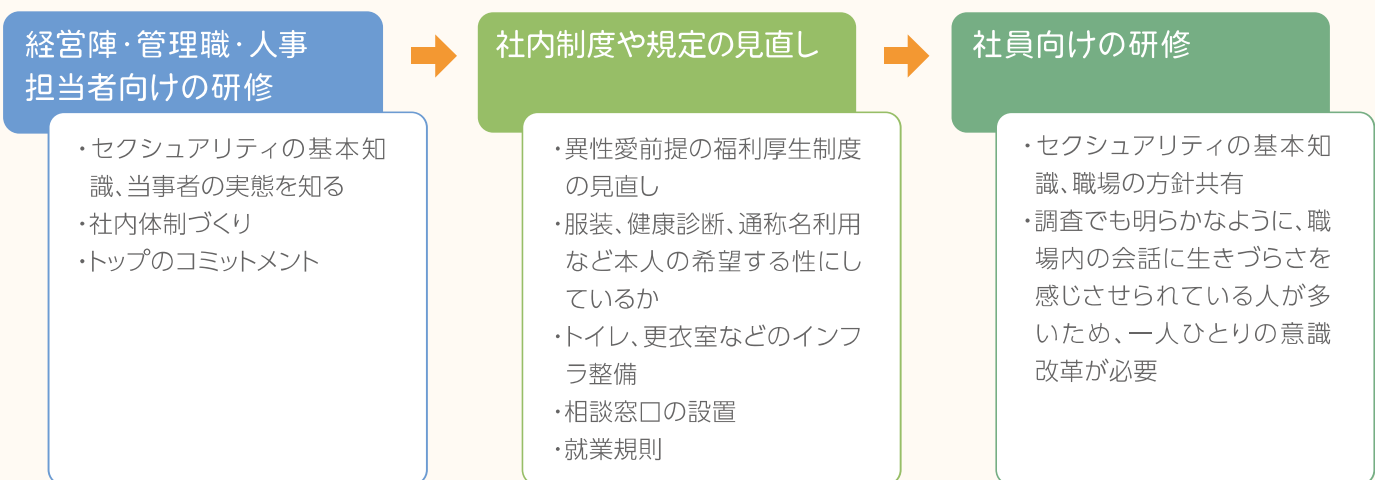 経営陣・管理職・人事
担当者向けの研修
・セクシュアリティの基本知
識、当事者の実態を知る
・社内体制づくり
・トップのコミットメント
社内制度や規定の見直し
・異性愛前提の福利厚生制度
の見直し
・服装、健康診断、通称名利用
など本人の希望する性にし
ているか
・トイレ、更衣室などのインフ
ラ整備
・相談窓口の設置
・就業規則
社員向けの研修
・セクシュアリティの基本知
識、職場の方針共有
・調査でも明らかなように、職
場内の会話に生きづらさを
感じさせられている人が多
いため、一人ひとりの意識
改革が必要